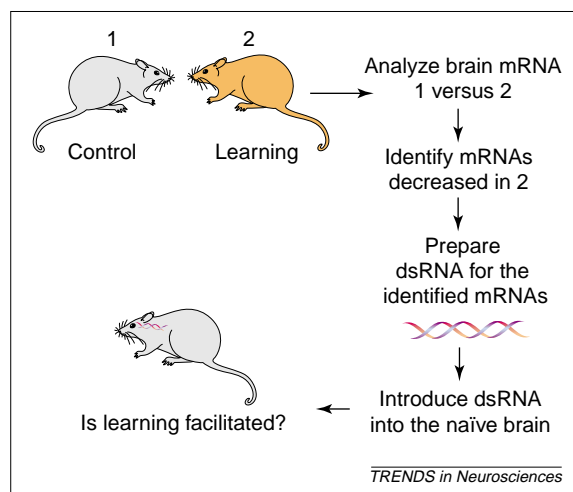 1
2
Control
Learning
Analyze brain mRNA
1 versus 2
Identify mRNAs
decreased in 2
Prepare
dsRNA for the
identified mRNAs
Introduce dsRNA
into the naïve brain
Is learning facilitated?
TRENDS in Neurosciences